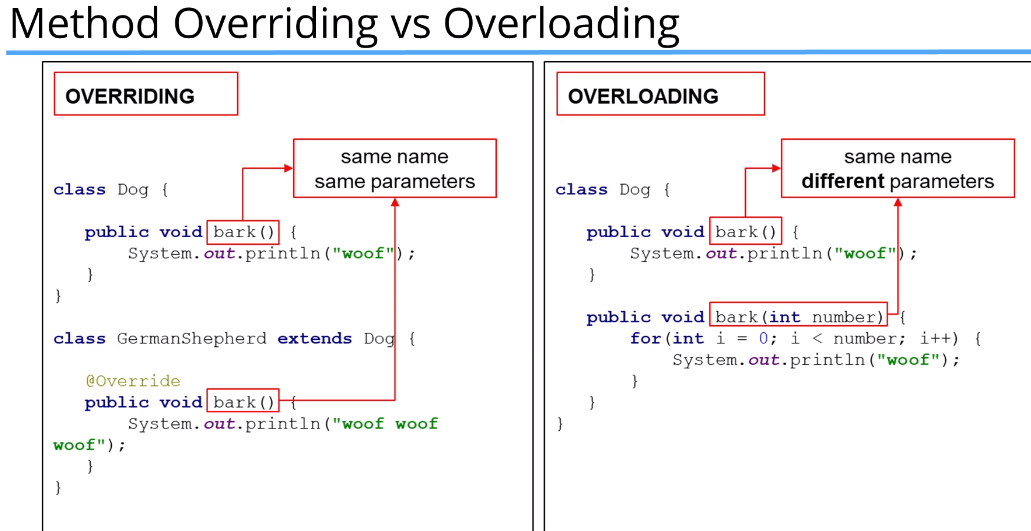 Method Overriding vs Overloading
OVERRIDING
same name
same parameters
class Dog {
public void bark() {
System.out.println("woof");
}
}
class GermanShepherd extends Dog {
@Override
public void bark() {
System.out.println("woof woof
woof");
}
}
OVERLOADING
same name
different parameters
class Dog {
public void bark() {
System.out.println("woof");
}
public void bark(int number) {
for(int i = 0; i < number; i++) {
System.out.println("woof");
}
}
}